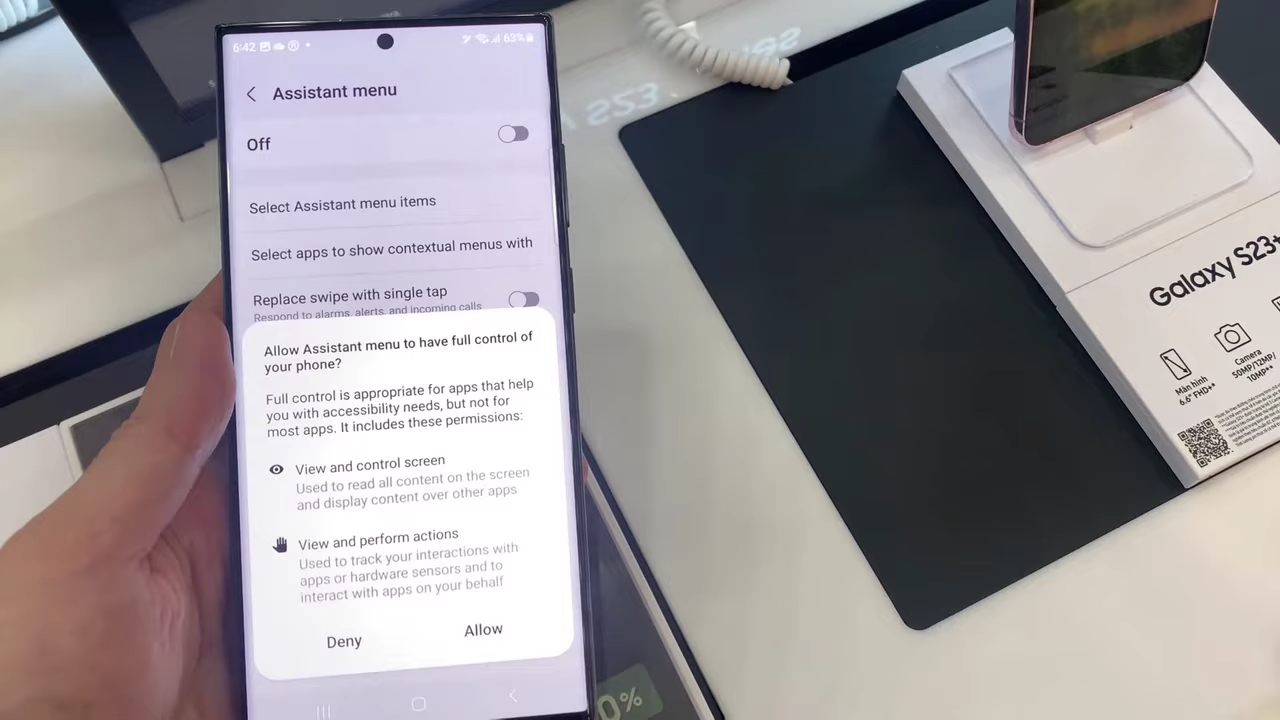 6:42
63%
Assistant menu
Off
Select Assistant menu items
Select apps to show contextual menus with
Replace swipe with single tap
Respond to alarms, alerts, and incoming calls
Allow Assistant menu to have full control of
your phone?
Full control is appropriate for apps that help
you with accessibility needs, but not for
most apps. It includes these permissions:
View and control screen
Used to read all content on the screen
and display content over other apps
View and perform actions
Used to track your interactions with
apps or hardware sensors and to
interact with apps on your behalf
Deny
Allow
S23
Galaxy S23+
Màn hình
6.6" FHD+*
Camera
50MP/12MP/
10MP**
0%